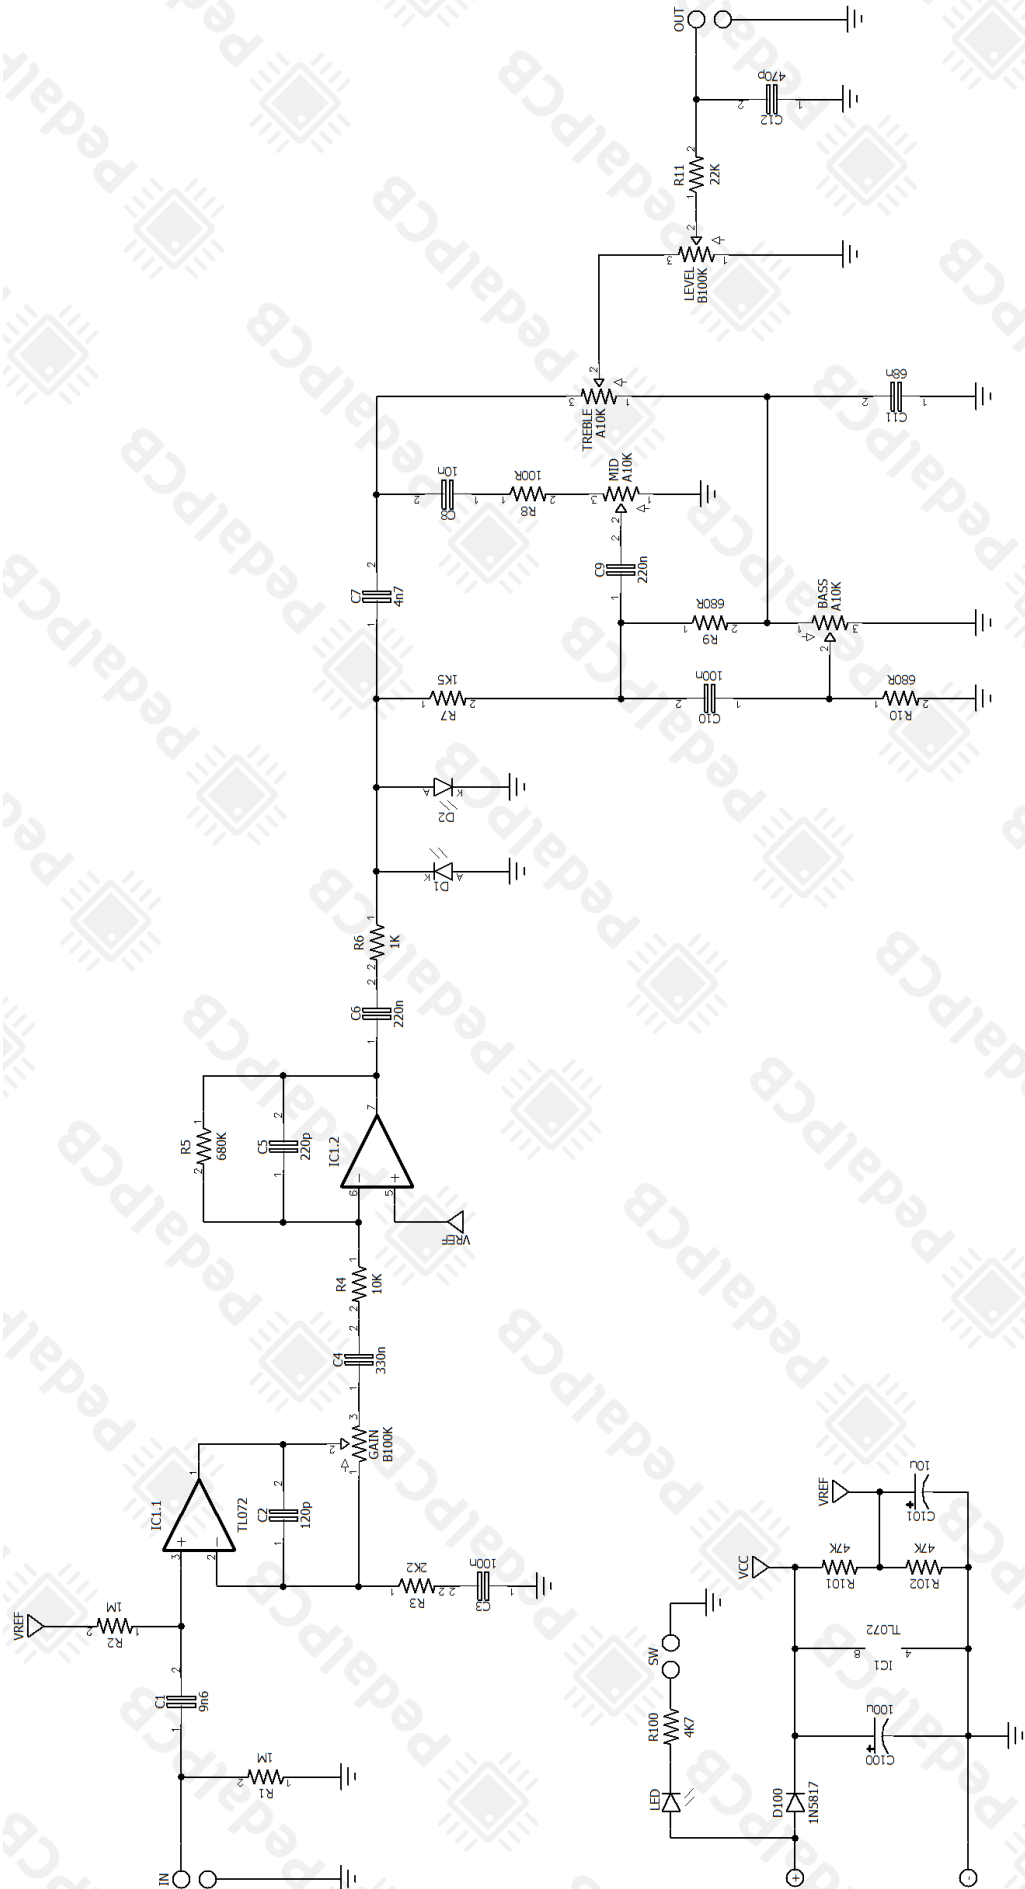 IN
R1
1M
C1
9n6
VREF
R2
1M
IC1.1
TL072
C2
120p
R3
2K2
C3
100n
GAIN
B100K
C4
330n
R4
10K
R5
680K
C5
220p
IC1.2
VREF
C6
220n
R6
1K
D1
A
K
D2
A
K
R7
1K5
C7
4n7
C8
10n
R8
100R
MID
A10K
C9
220n
R9
680R
C10
100n
R10
680R
BASS
A10K
TREBLE
A10K
C11
68n
LEVEL
B100K
R11
22K
C12
470p
OUT
LED
R100
4K7
SW
D100
1N5817
+
-
C100
100u
IC1
TL072
8
4
VCC
R101
47K
R102
47K
VREF
C101
10u
PedalPCB